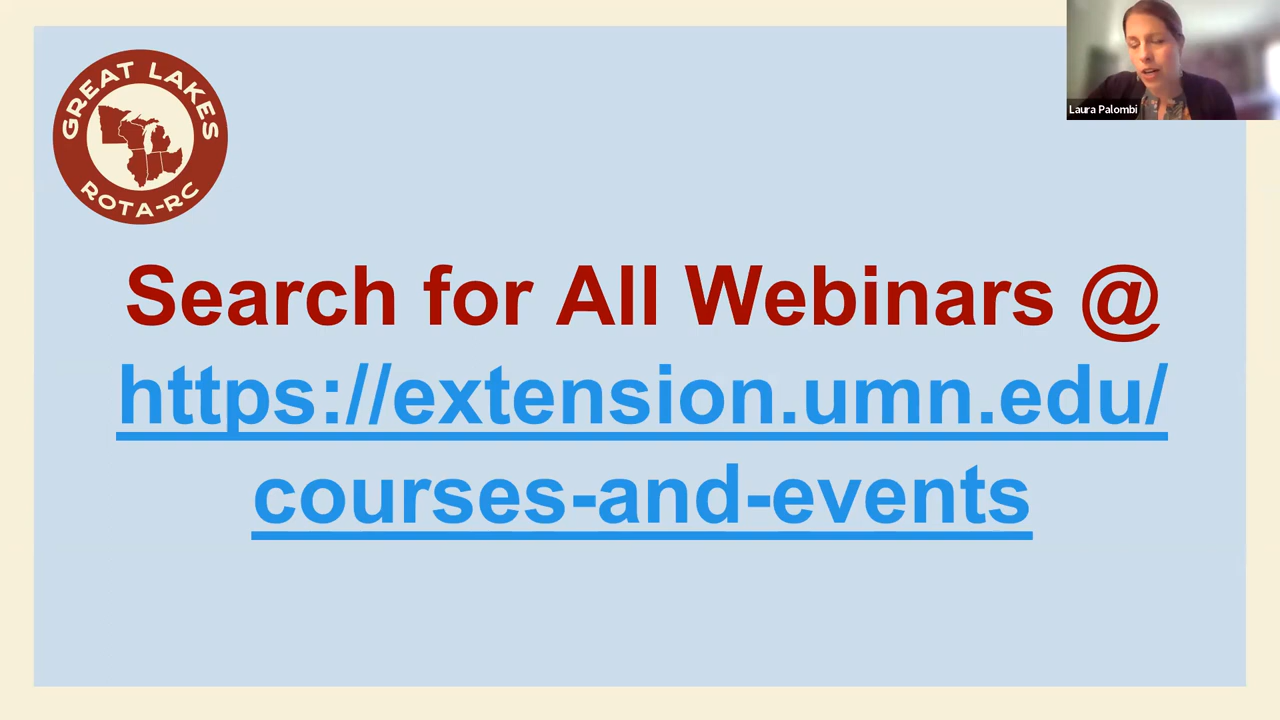 GREAT LAKES
ROTA-RC
Laura Palombi
Search for All Webinars @
https://extension.umn.edu/
courses-and-events